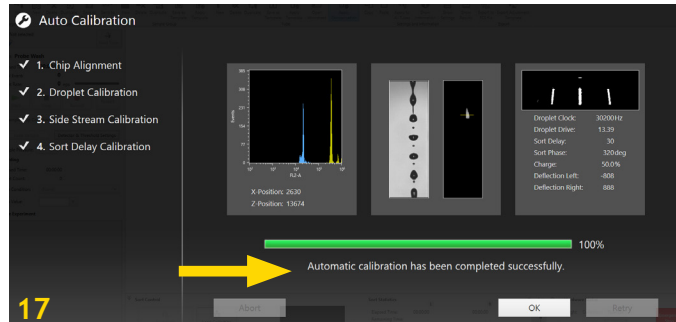 Auto Calibration
✔ 1. Chip Alignment
✔ 2. Droplet Calibration
✔ 3. Side Stream Calibration
✔ 4. Sort Delay Calibration
Events
FL2-A
X-Position: 2630
Z-Position: 13674
Droplet Clock: 30200Hz
Droplet Drive: 13.39
Sort Delay: 30
Sort Phase: 320deg
Charge: 50.0%
Deflection Left: -808
Deflection Right: 888
100%
Automatic calibration has been completed successfully.
17
Abort
OK
Retry